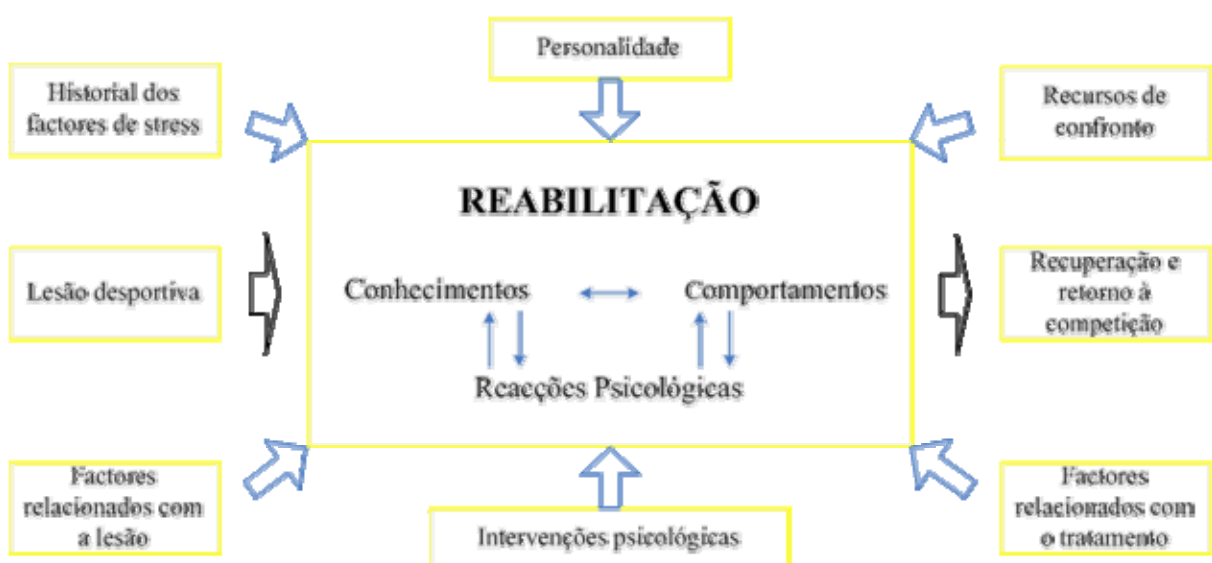 Personalidade
Historial dos
factores de stress
Recursos de
confronto
REABILITAÇÃO
Lesão desportiva
Conhecimentos
Comportamentos
Recuperação e
retorno à
competição
Reacções Psicológicas
Factores
relacionados com
a lesão
Intervenções psicológicas
Factores
relacionados com
o tratamento